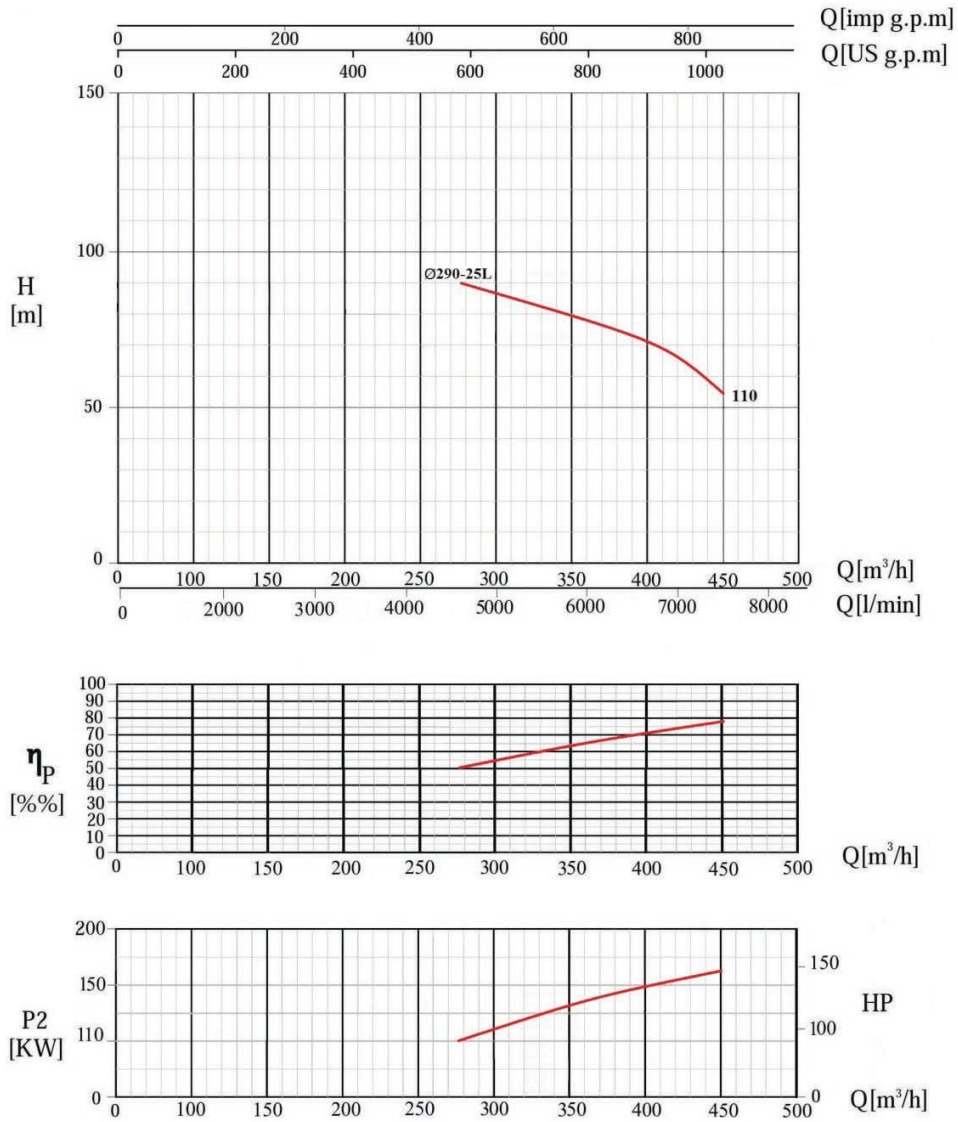 Q[imp g.p.m]
0 200 400 600 800
Q[US g.p.m]
0 200 400 600 800 1000
150
100
50
0
H
[m]
Ø290-25L
110
0 100 150 200 250 300 350 400 450 500
Q[m³/h]
0 2000 3000 4000 5000 6000 7000 8000
Q[l/min]
100
90
80
70
60
50
40
30
20
10
0
ηP
[%%]
0 100 150 200 250 300 350 400 450 500
Q[m³/h]
200
150
110
0
P2
[KW]
150
100
0
HP
0 100 150 200 250 300 350 400 450 500
Q[m³/h]